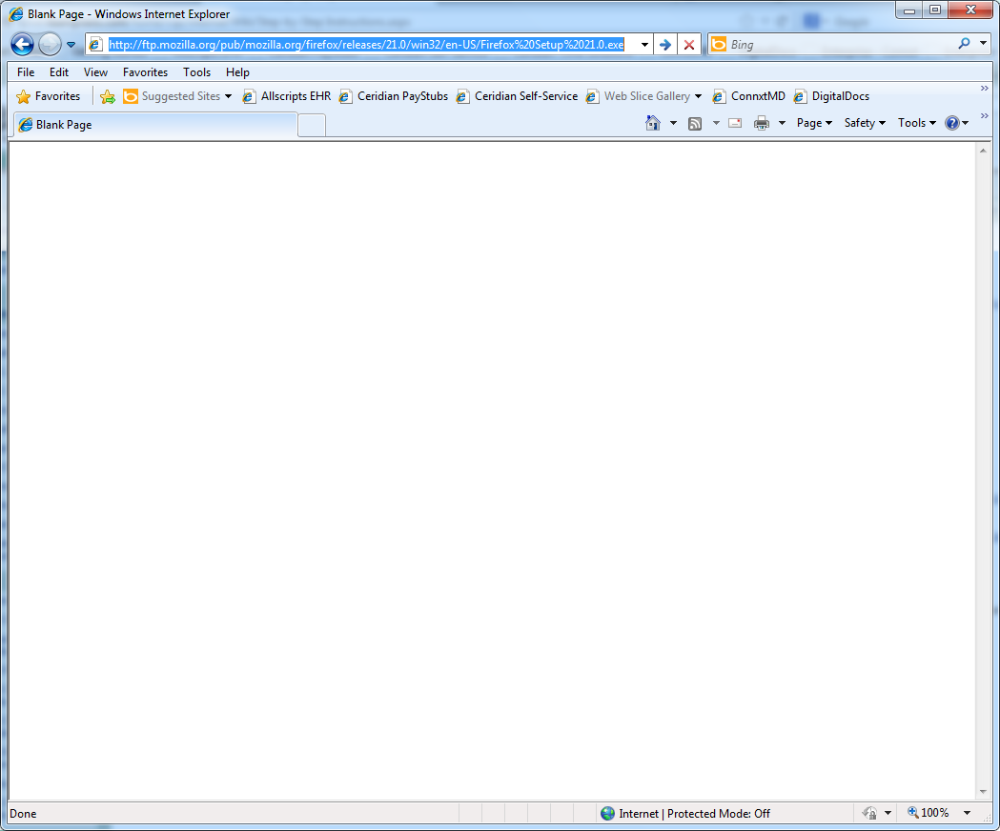 Blank Page - Windows Internet Explorer
http://ftp.mozilla.org/pub/mozilla.org/firefox/releases/21.0/win32/en-US/Firefox%20Setup%2021.0.exe Bing
File Edit View Favorites Tools Help
Favorites Suggested Sites Allscripts EHR Ceridian PayStubs Ceridian Self-Service Web Slice Gallery ConnxtMD DigitalDocs
Blank Page Page Safety Tools
Done Internet | Protected Mode: Off 100%